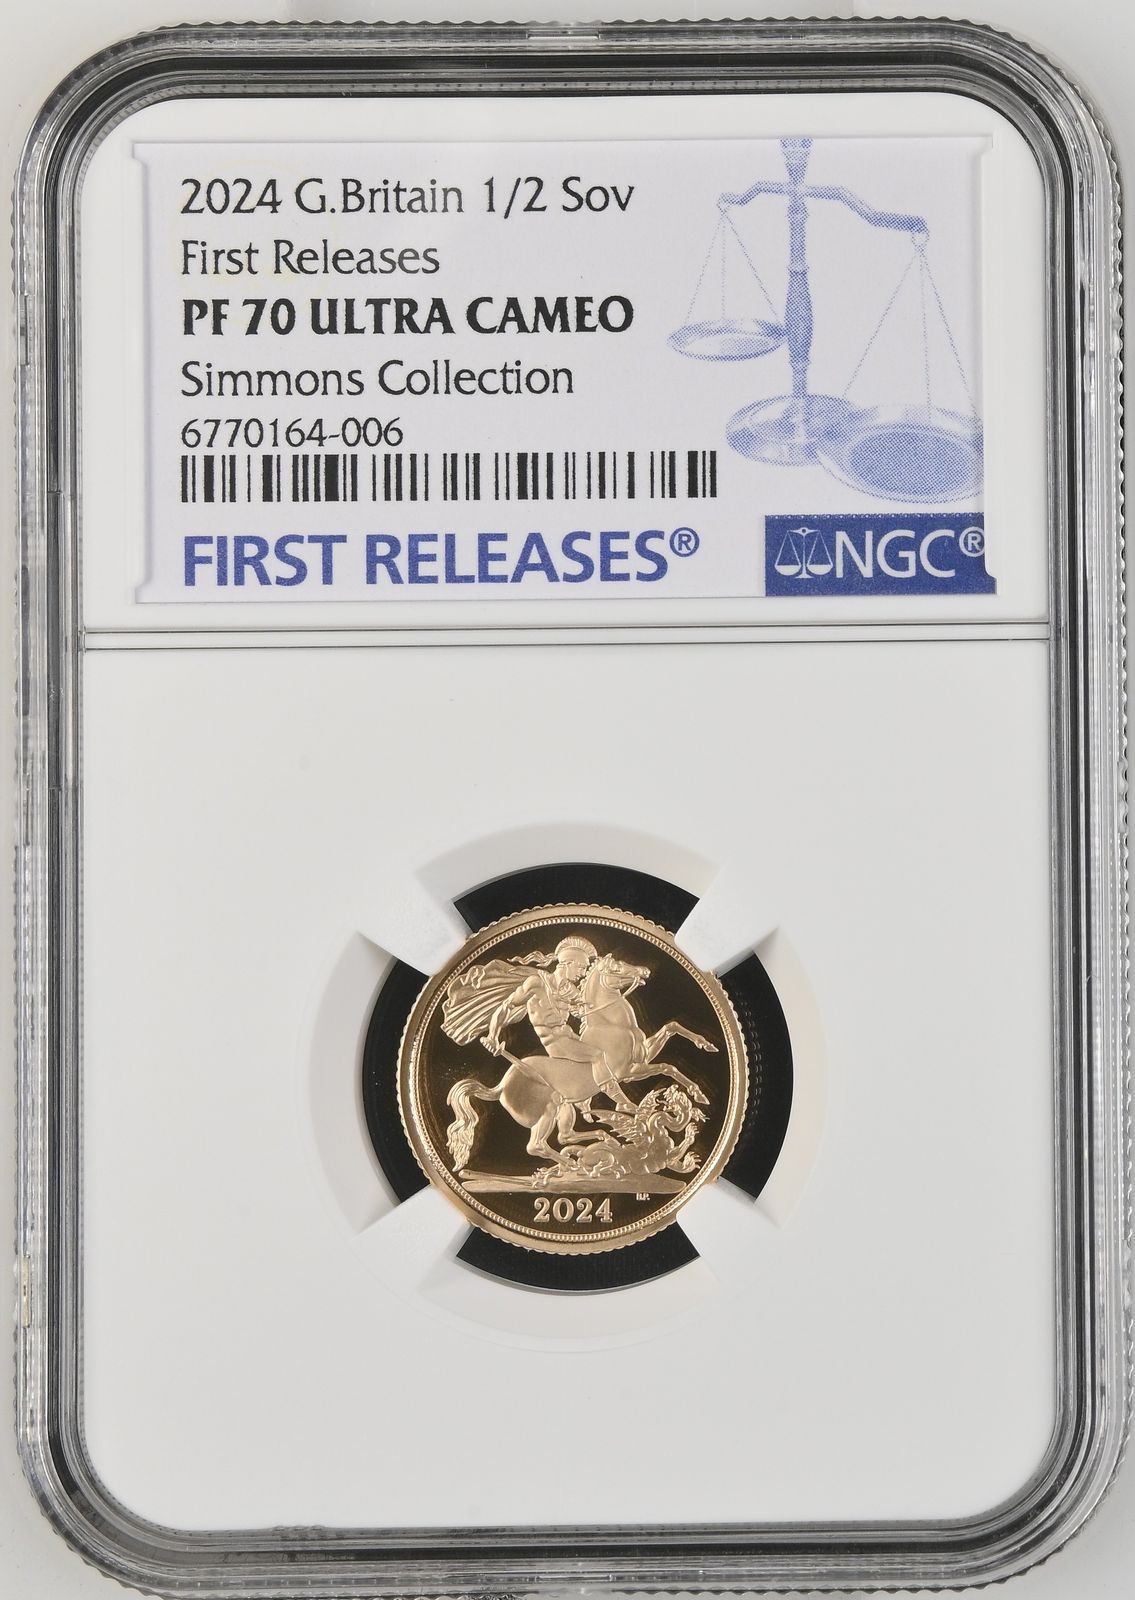 2024 G.Britain 1/2 Sov
First Releases
PF 70 ULTRA CAMEO
Simmons Collection
6770164-006
FIRST RELEASES®
NGC®
2024
B.P.